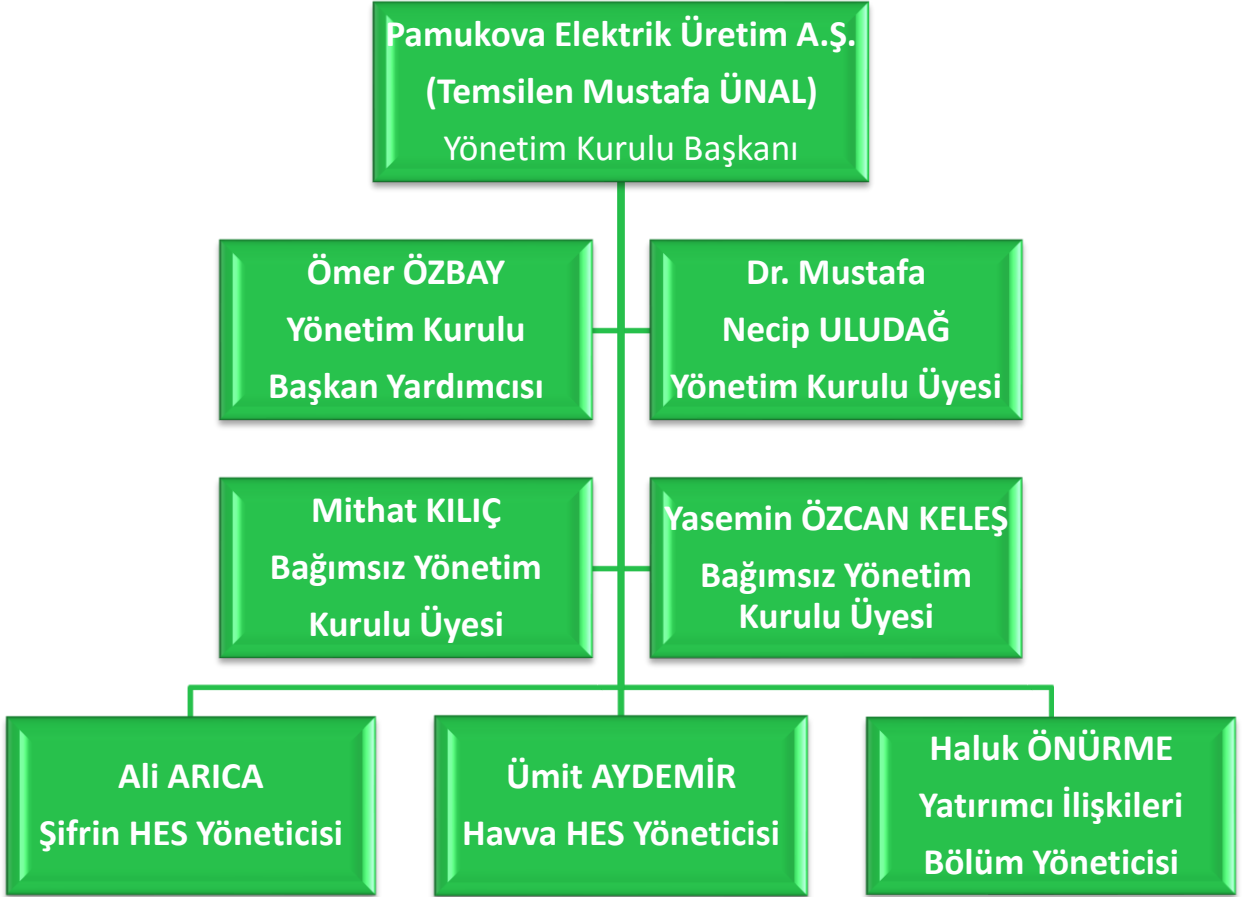 Pamukova Elektrik Üretim A.Ş.
(Temsilen Mustafa ÜNAL)
Yönetim Kurulu Başkanı
Ömer ÖZBAY
Yönetim Kurulu
Başkan Yardımcısı
Dr. Mustafa
Necip ULUDAĞ
Yönetim Kurulu Üyesi
Mithat KILIÇ
Bağımsız Yönetim
Kurulu Üyesi
Yasemin ÖZCAN KELEŞ
Bağımsız Yönetim
Kurulu Üyesi
Ali ARICA
Şifrin HES Yöneticisi
Ümit AYDEMİR
Havva HES Yöneticisi
Haluk ÖNÜRME
Yatırımcı İlişkileri
Bölüm Yöneticisi